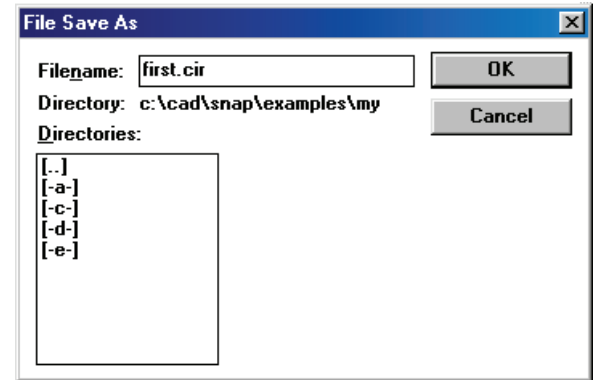 File Save As
Filename: first.cir
OK
Directory: c:\cad\snap\examples\my
Cancel
Directories:
[..]
[-a-]
[-c-]
[-d-]
[-e-]